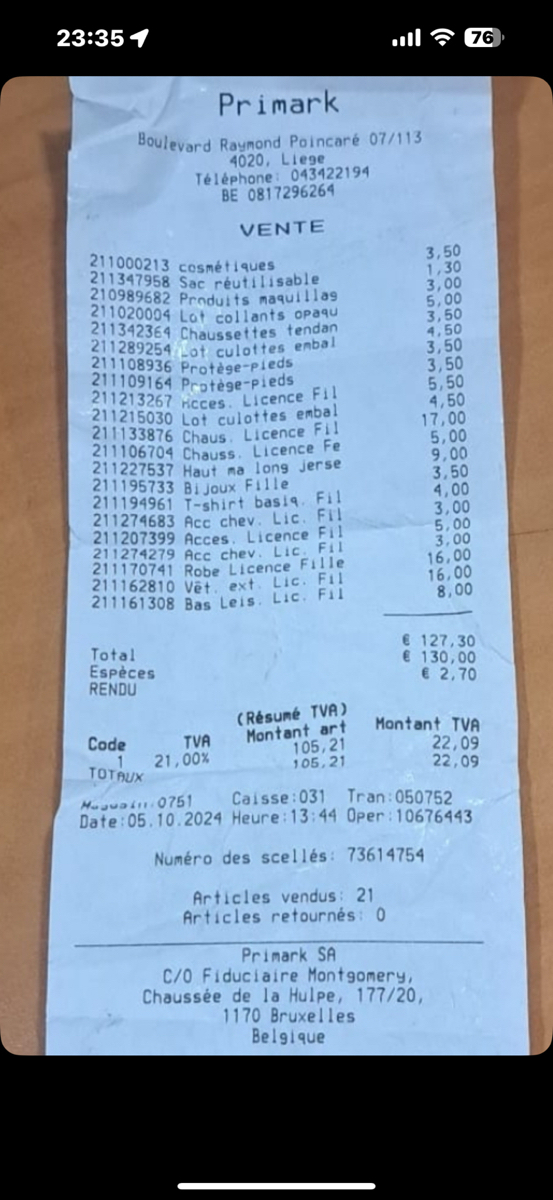 23:35
76
Primark
Boulevard Raymond Poincaré 07/113
4020, Liege
Téléphone: 043422194
BE 0817296264
VENTE
211000213 cosmétiques 3,50
211347958 Sac réutilisable 1,30
210989682 Produits maquillag 3,00
211020004 Lot collants opaqu 5,00
211342364 Chaussettes tendan 3,50
211289254 Lot culottes embal 4,50
211108936 Protège-pieds 3,50
211109164 Protège-pieds 3,50
211213267 Acces. Licence Fil 5,50
211215030 Lot culottes embal 4,50
211133876 Chaus. Licence Fil 17,00
211106704 Chauss. Licence Fe 5,00
211227537 Haut ma long jerse 9,00
211195733 Bijoux Fille 3,50
211194961 T-shirt basiq. Fil 4,00
211274683 Acc chev. Lic. Fil 3,00
211207399 Acces. Licence Fil 5,00
211274279 Acc chev. Lic. Fil 3,00
211170741 Robe Licence Fille 16,00
211162810 Vêt. ext. Lic. Fil 16,00
211161308 Bas Leis. Lic. Fil 8,00
Total € 127,30
Espèces € 130,00
RENDU € 2,70
(Résumé TVA)
Code TVA Montant art Montant TVA
1 21,00% 105,21 22,09
TOTAUX 105,21 22,09
Magasin:0751 Caisse:031 Tran:050752
Date:05.10.2024 Heure:13:44 Oper:10676443
Numéro des scellés: 73614754
Articles vendus: 21
Articles retournés: 0
Primark SA
C/O Fiduciaire Montgomery,
Chaussée de la Hulpe, 177/20,
1170 Bruxelles
Belgique